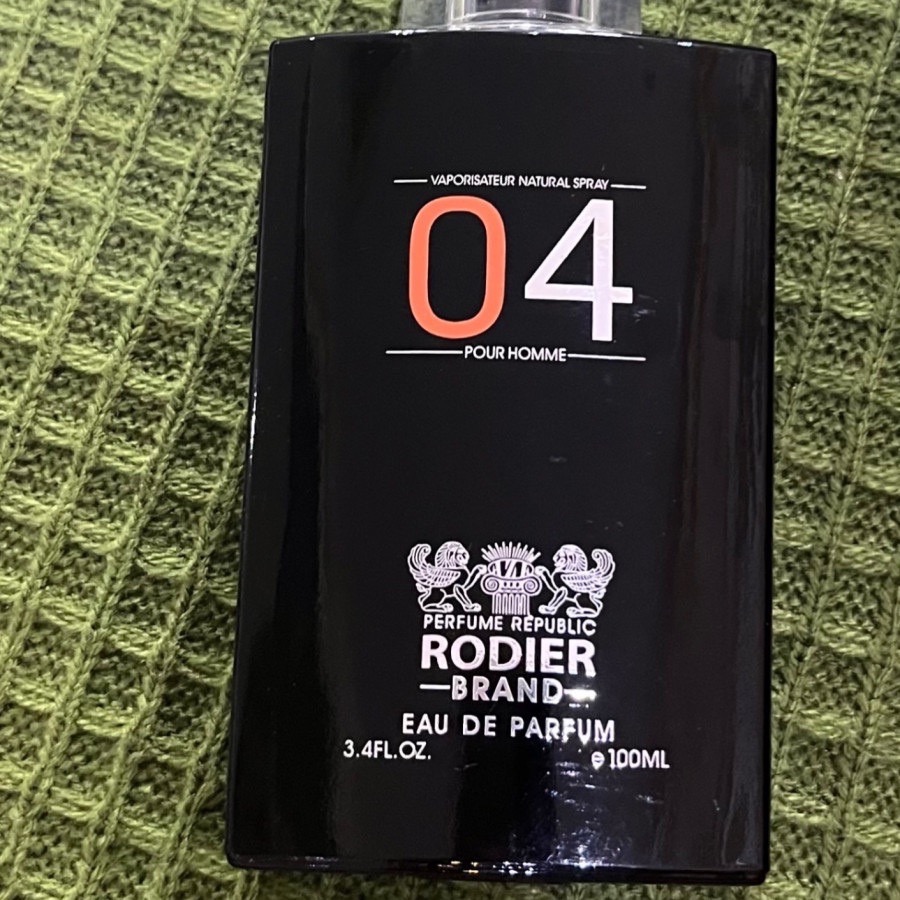 VAPORISATEUR NATURAL SPRAY
04
POUR HOMME
PERFUME REPUBLIC
RODIER
BRAND
EAU DE PARFUM
3.4FL.OZ. ℮100ML